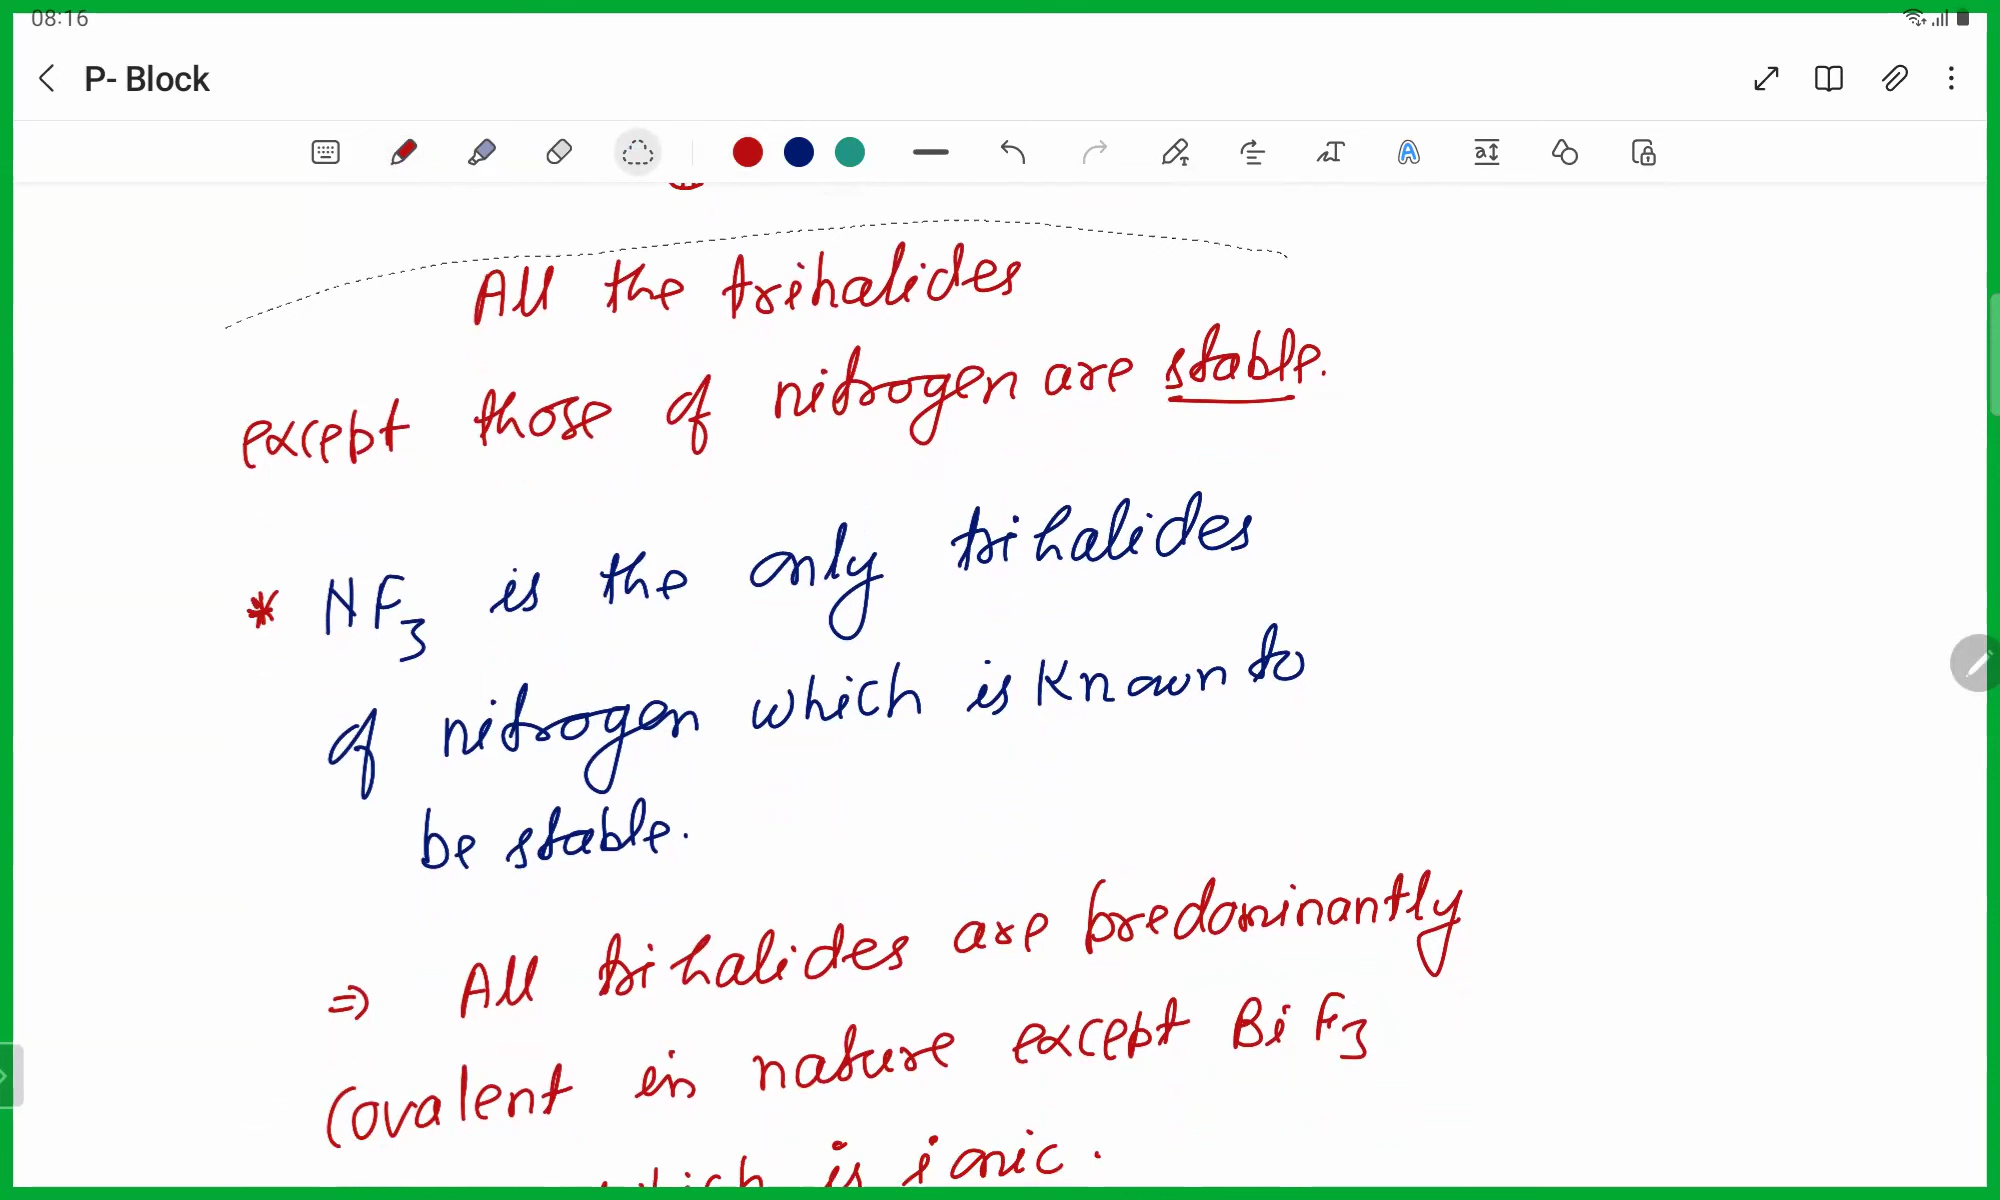 08:16
P- Block
All the trihalides
except those of nitrogen are stable.
* NF3 is the only trihalides
of nitrogen which is known to
be stable.
⇒ All trihalides are predominantly
covalent in nature except BiF3
which is ionic.